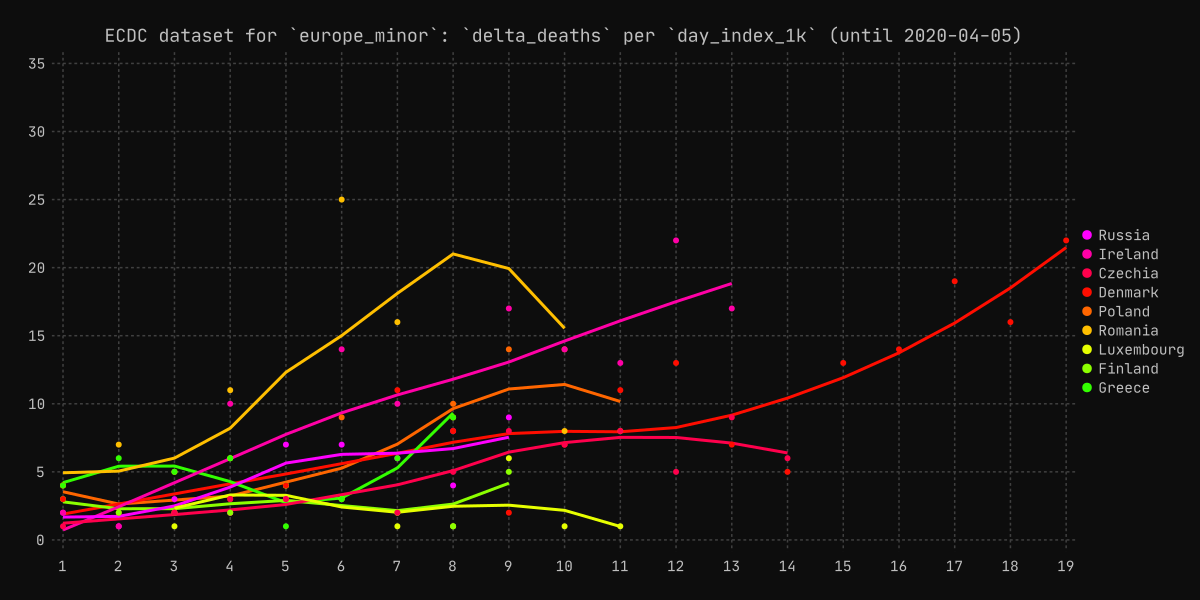 ECDC dataset for `europe_minor`: `delta_deaths` per `day_index_1k` (until 2020-04-05)
35
30
25
20
15
10
5
0
1 2 3 4 5 6 7 8 9 10 11 12 13 14 15 16 17 18 19
Russia
Ireland
Czechia
Denmark
Poland
Romania
Luxembourg
Finland
Greece